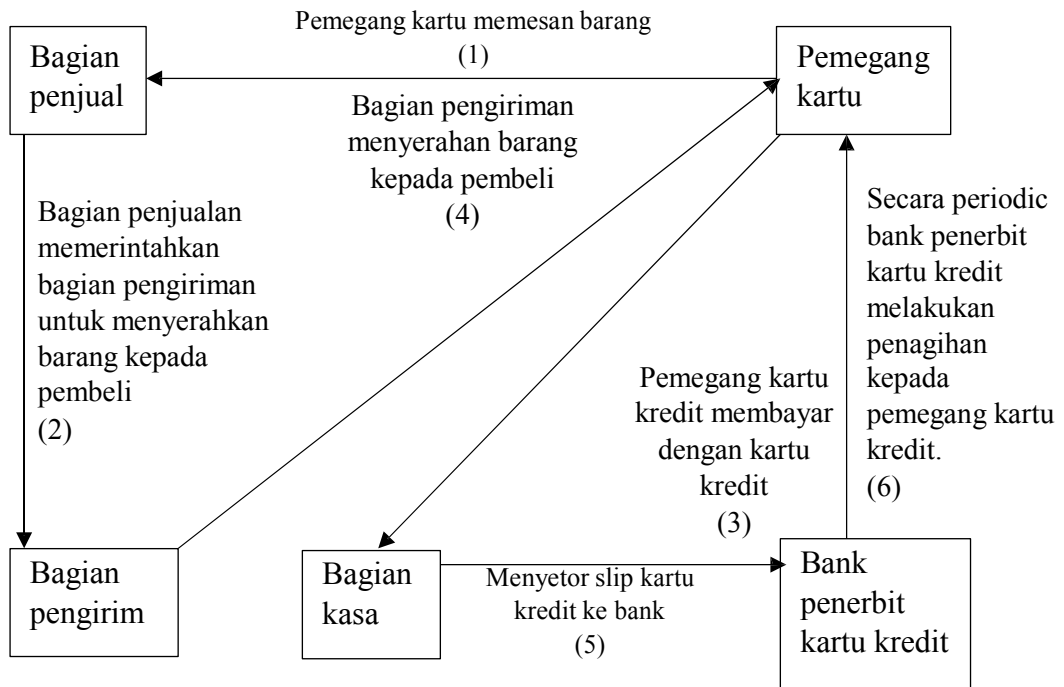 Pemegang kartu memesan barang
(1)
Bagian
penjual
Pemegang
kartu
Bagian pengiriman
menyerahan barang
kepada pembeli
(4)
Bagian penjualan
memerintahkan
bagian pengiriman
untuk menyerahkan
barang kepada
pembeli
(2)
Secara periodic
bank penerbit
kartu kredit
melakukan
penagihan
kepada
pemegang kartu
kredit.
(6)
Pemegang kartu
kredit membayar
dengan kartu
kredit
(3)
Bagian
pengirim
Bagian
kasa
Menyetor slip kartu
kredit ke bank
(5)
Bank
penerbit
kartu kredit